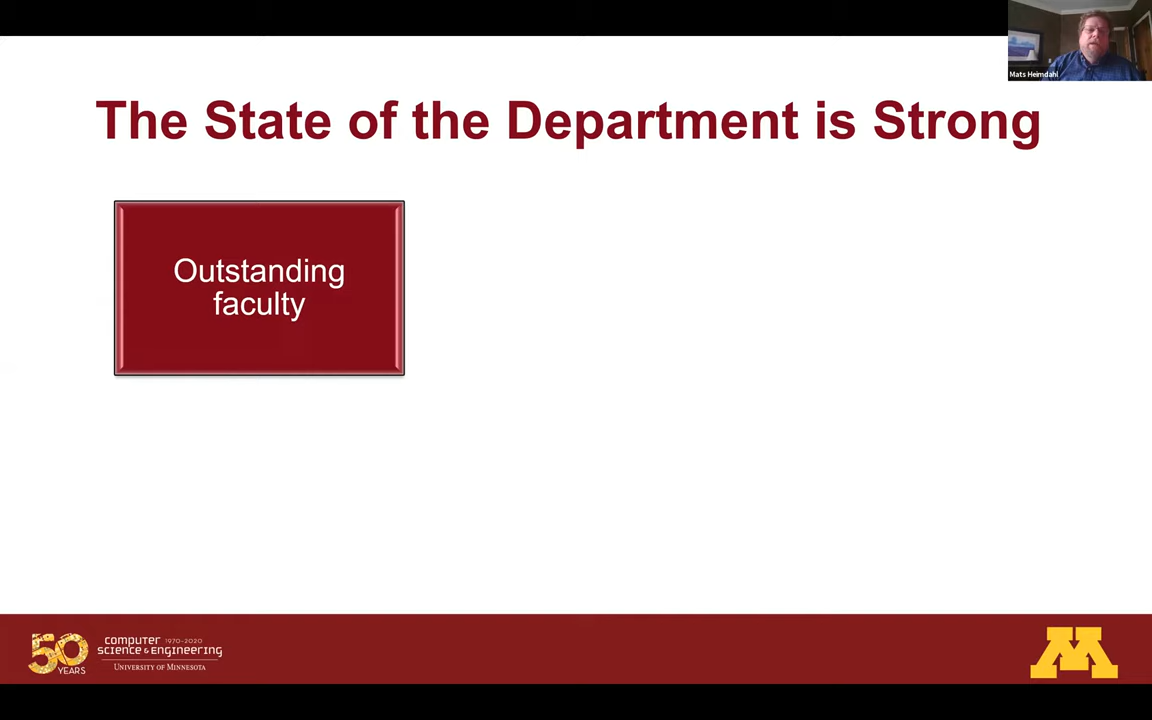 Mats Heimdahl
The State of the Department is Strong
Outstanding
faculty
50
YEARS
computer 1970-2020
science & engineering
UNIVERSITY OF MINNESOTA
M